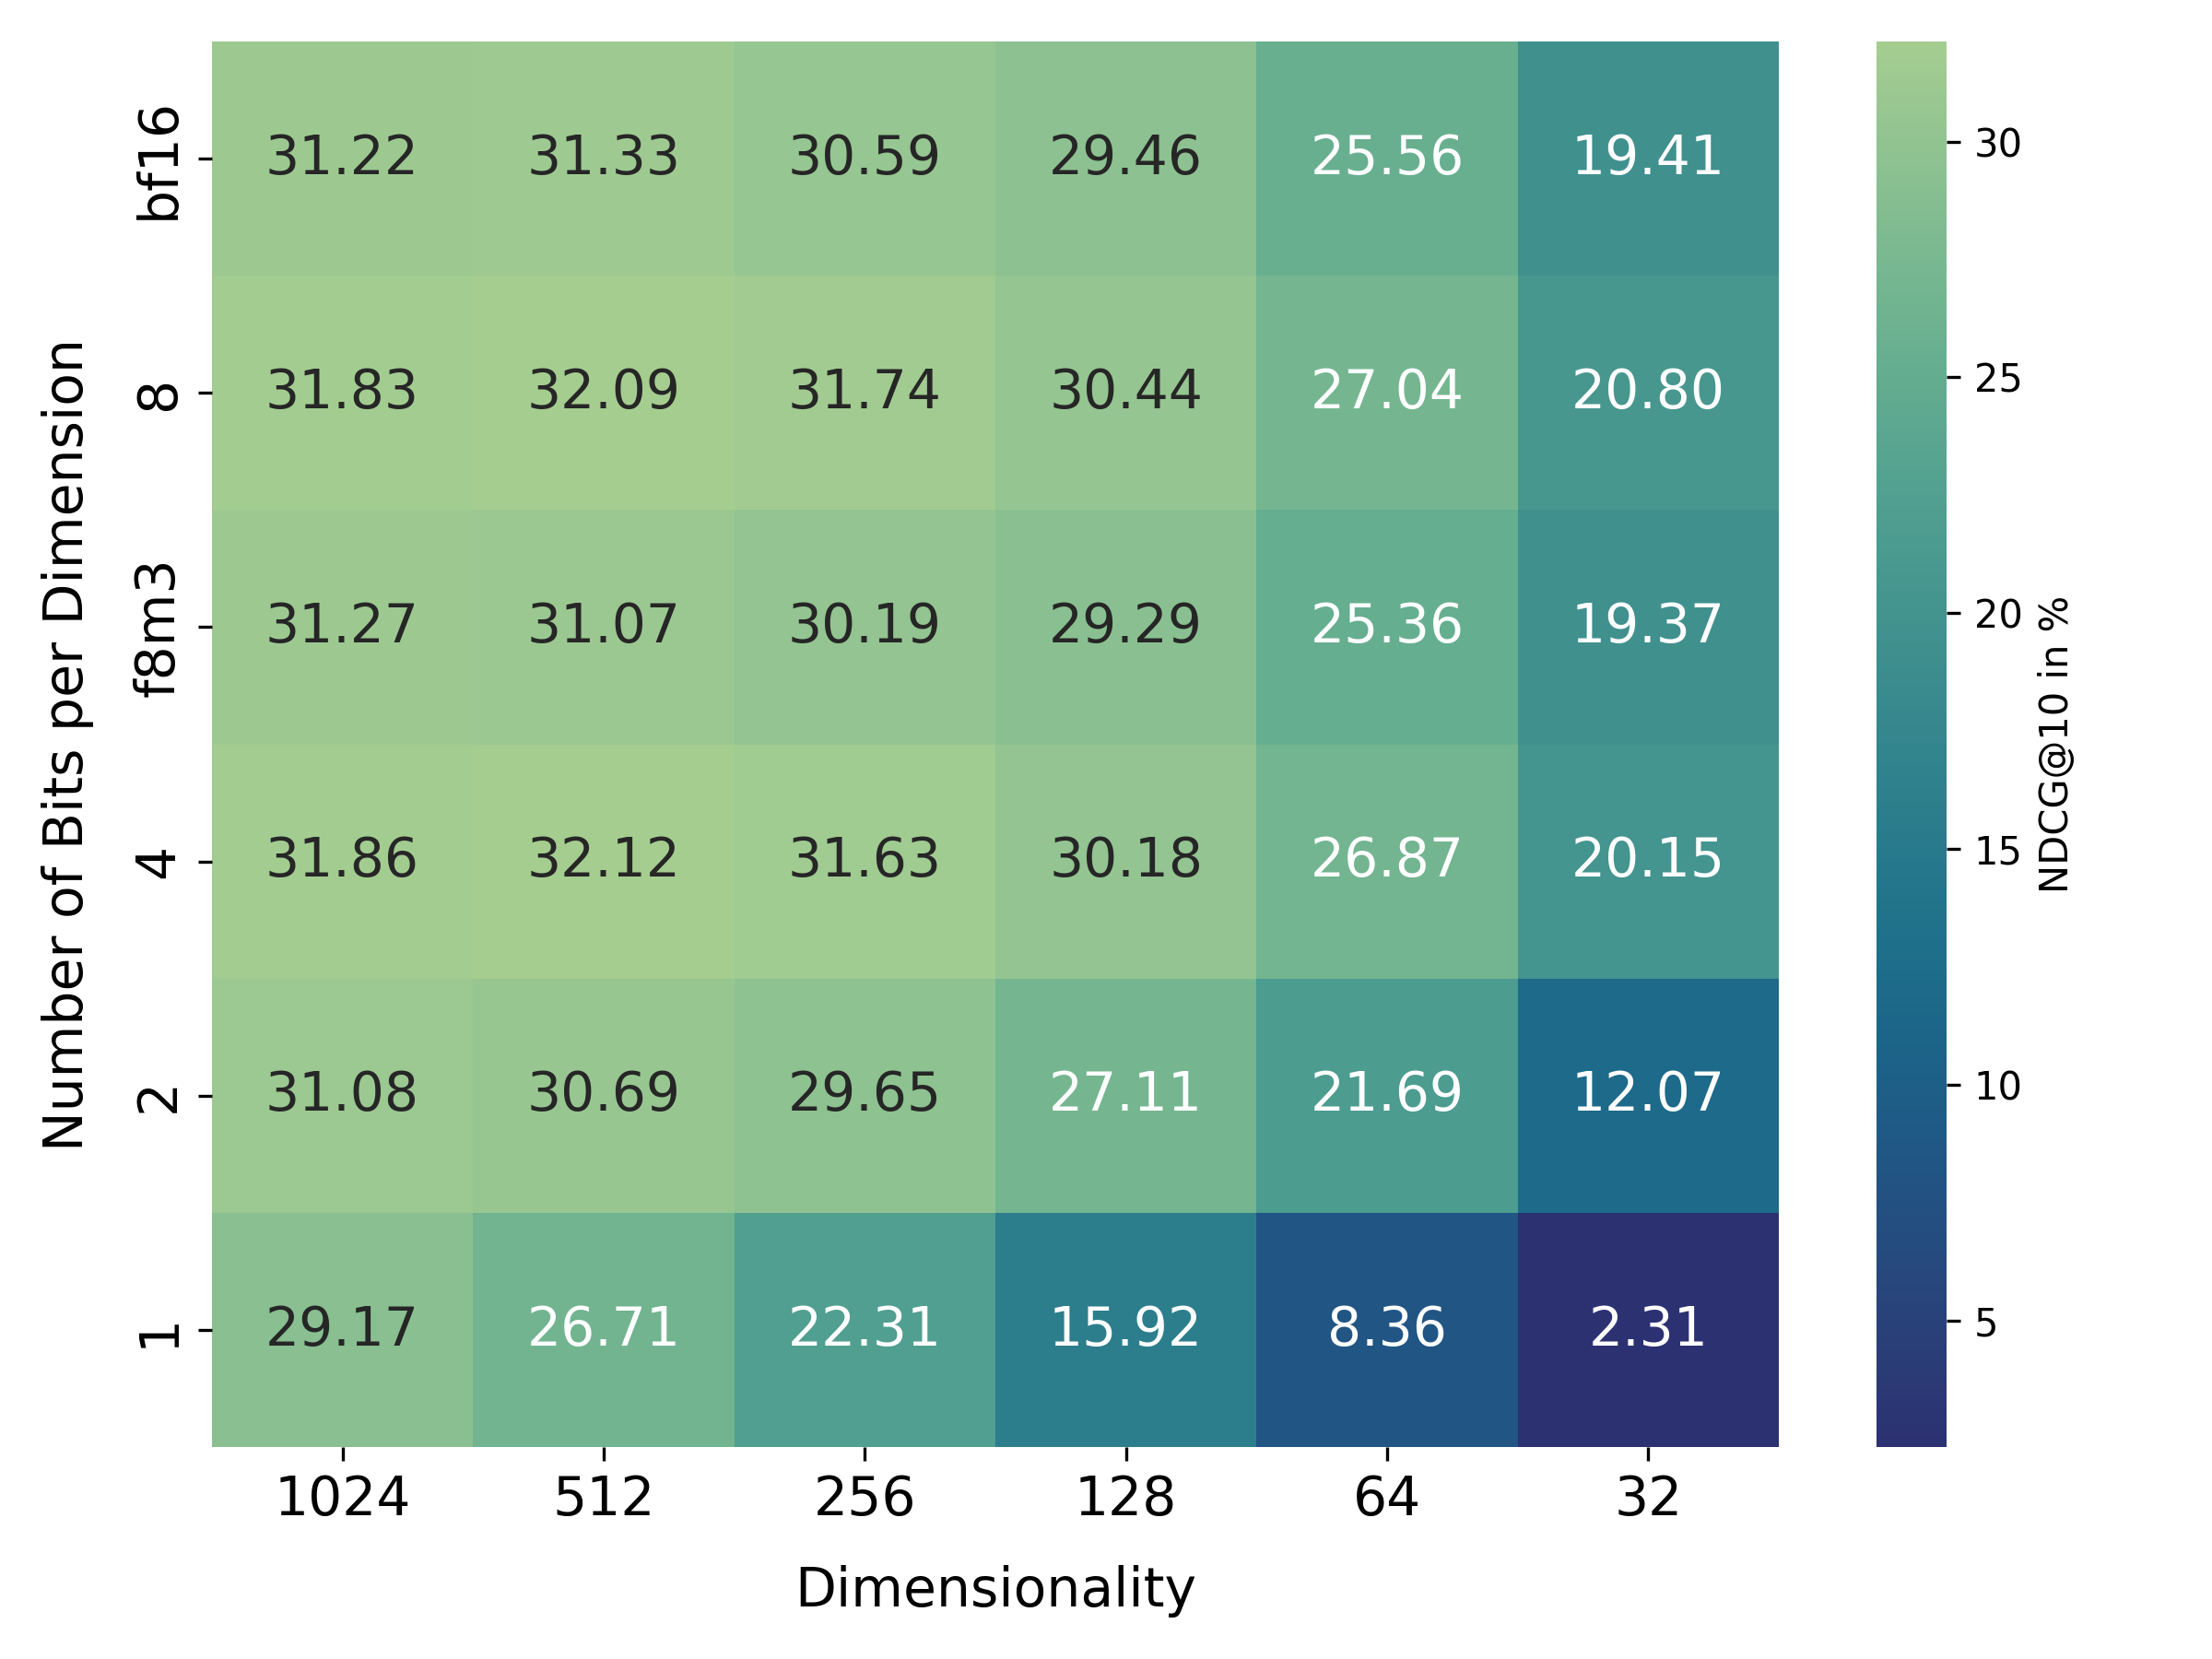 Number of Bits per Dimension
bf16 31.22 31.33 30.59 29.46 25.56 19.41
8 31.83 32.09 31.74 30.44 27.04 20.80
f8m3 31.27 31.07 30.19 29.29 25.36 19.37
4 31.86 32.12 31.63 30.18 26.87 20.15
2 31.08 30.69 29.65 27.11 21.69 12.07
1 29.17 26.71 22.31 15.92 8.36 2.31
1024 512 256 128 64 32
Dimensionality
30
25
20
15
10
5
NDCG@10 in %